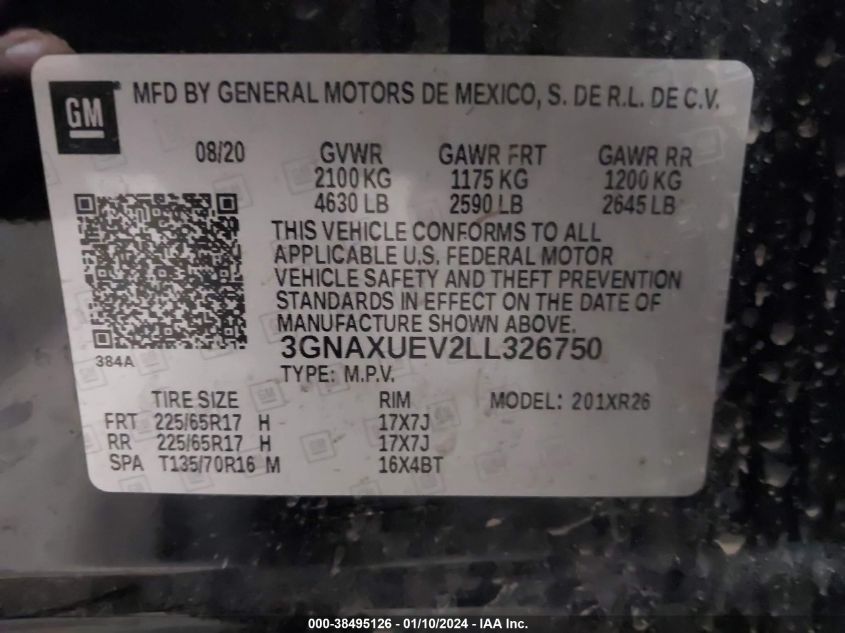 GM MFD BY GENERAL MOTORS DE MEXICO, S. DE R.L. DE C.V.
08/20 GVWR GAWR FRT GAWR RR
2100 KG 1175 KG 1200 KG
4630 LB 2590 LB 2645 LB
THIS VEHICLE CONFORMS TO ALL
APPLICABLE U.S. FEDERAL MOTOR
VEHICLE SAFETY AND THEFT PREVENTION
STANDARDS IN EFFECT ON THE DATE OF
MANUFACTURE SHOWN ABOVE.
384A 3GNAXUEV2LL326750
TYPE: M.P.V.
TIRE SIZE RIM MODEL: 201XR26
FRT 225/65R17 H 17X7J
RR 225/65R17 H 17X7J
SPA T135/70R16 M 16X4BT
000-38495126 - 01/10/2024 - IAA, Inc.